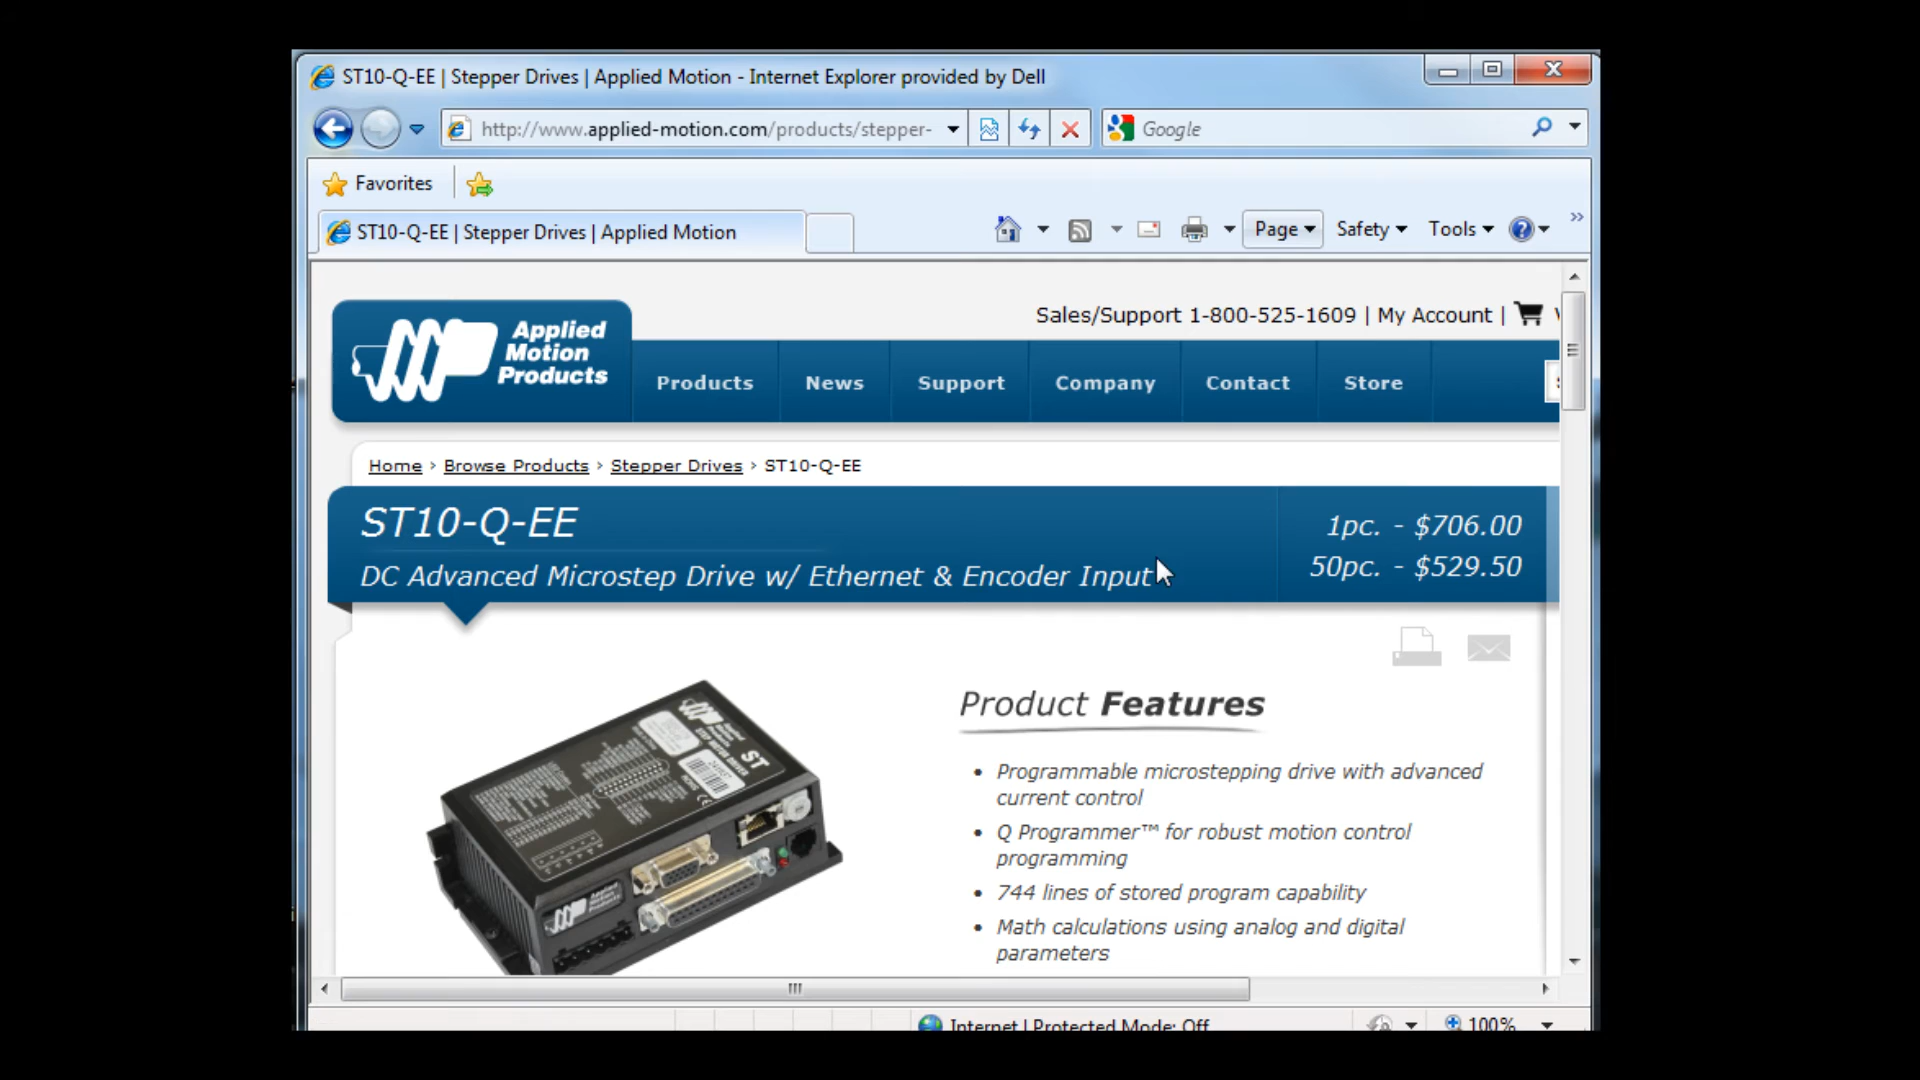 ST10-Q-EE | Stepper Drives | Applied Motion - Internet Explorer provided by Dell
http://www.applied-motion.com/products/stepper-
Google
Favorites
ST10-Q-EE | Stepper Drives | Applied Motion
Page
Safety
Tools
Sales/Support 1-800-525-1609 | My Account |
Applied
Motion
Products
Products
News
Support
Company
Contact
Store
Home › Browse Products › Stepper Drives › ST10-Q-EE
ST10-Q-EE
DC Advanced Microstep Drive w/ Ethernet & Encoder Input
1pc. - $706.00
50pc. - $529.50
ST
Applied
Motion
Products
Product Features
• Programmable microstepping drive with advanced
current control
• Q Programmer™ for robust motion control
programming
• 744 lines of stored program capability
• Math calculations using analog and digital
parameters
Internet | Protected Mode: Off
100%